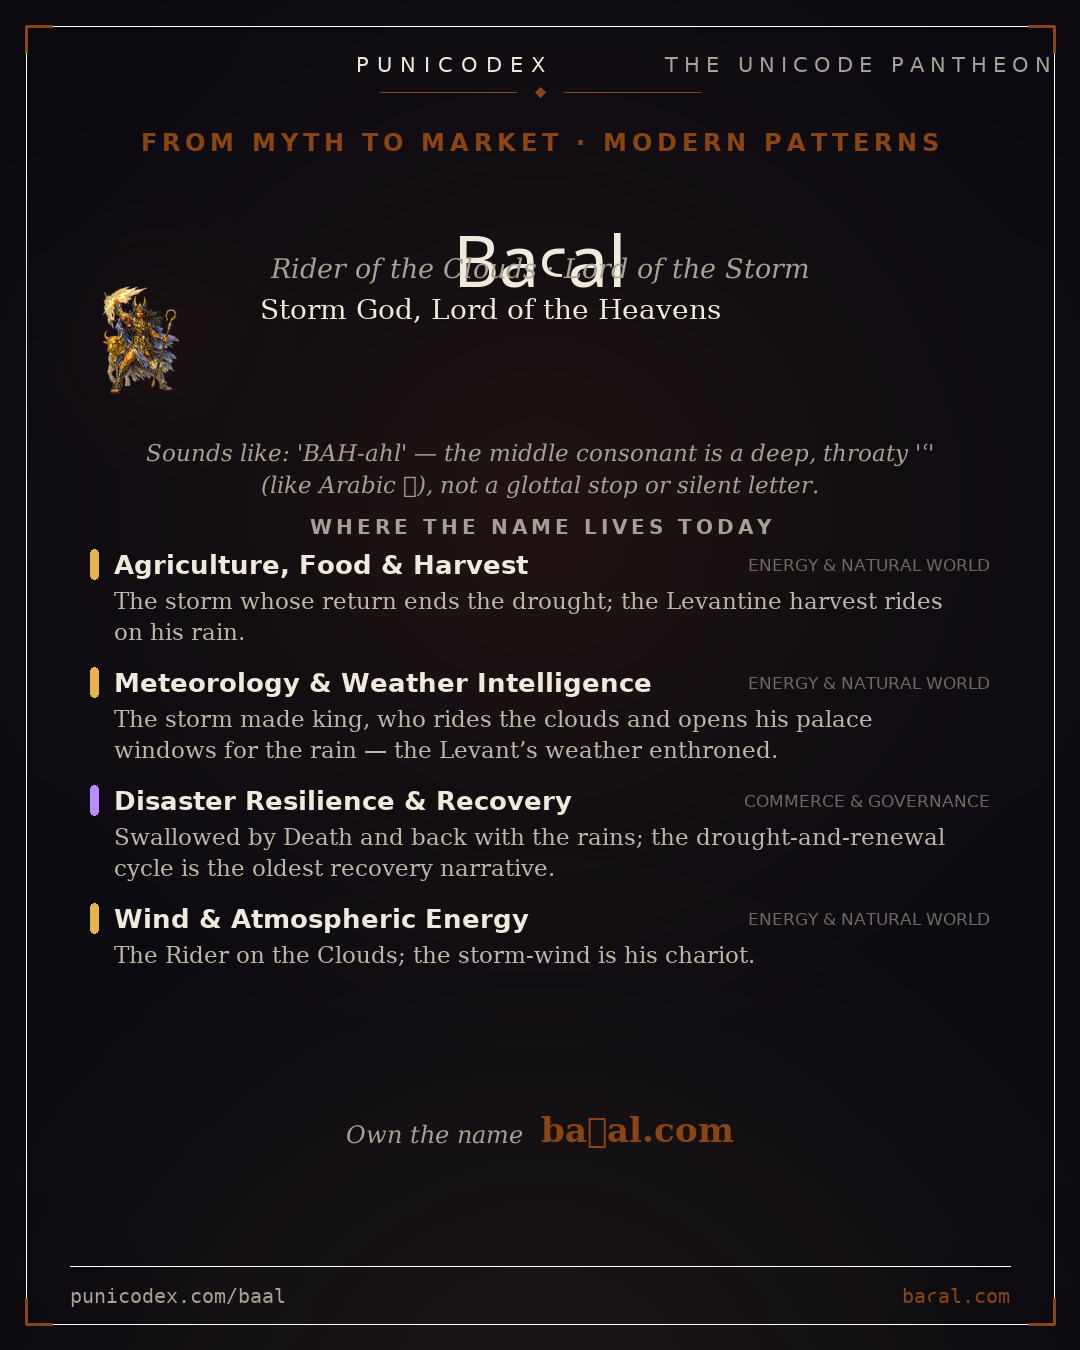 PUNICODEX THE UNICODE PANTHEON
FROM MYTH TO MARKET · MODERN PATTERNS
Baꜥal
Rider of the Clouds · Lord of the Storm
Storm God, Lord of the Heavens
Sounds like: 'BAH-ahl' — the middle consonant is a deep, throaty 'ʿ'
(like Arabic □), not a glottal stop or silent letter.
WHERE THE NAME LIVES TODAY
Agriculture, Food & Harvest ENERGY & NATURAL WORLD
The storm whose return ends the drought; the Levantine harvest rides
on his rain.
Meteorology & Weather Intelligence ENERGY & NATURAL WORLD
The storm made king, who rides the clouds and opens his palace
windows for the rain — the Levant’s weather enthroned.
Disaster Resilience & Recovery COMMERCE & GOVERNANCE
Swallowed by Death and back with the rains; the drought-and-renewal
cycle is the oldest recovery narrative.
Wind & Atmospheric Energy ENERGY & NATURAL WORLD
The Rider on the Clouds; the storm-wind is his chariot.
Own the name ba□al.com
punicodex.com/baal baꜥal.com